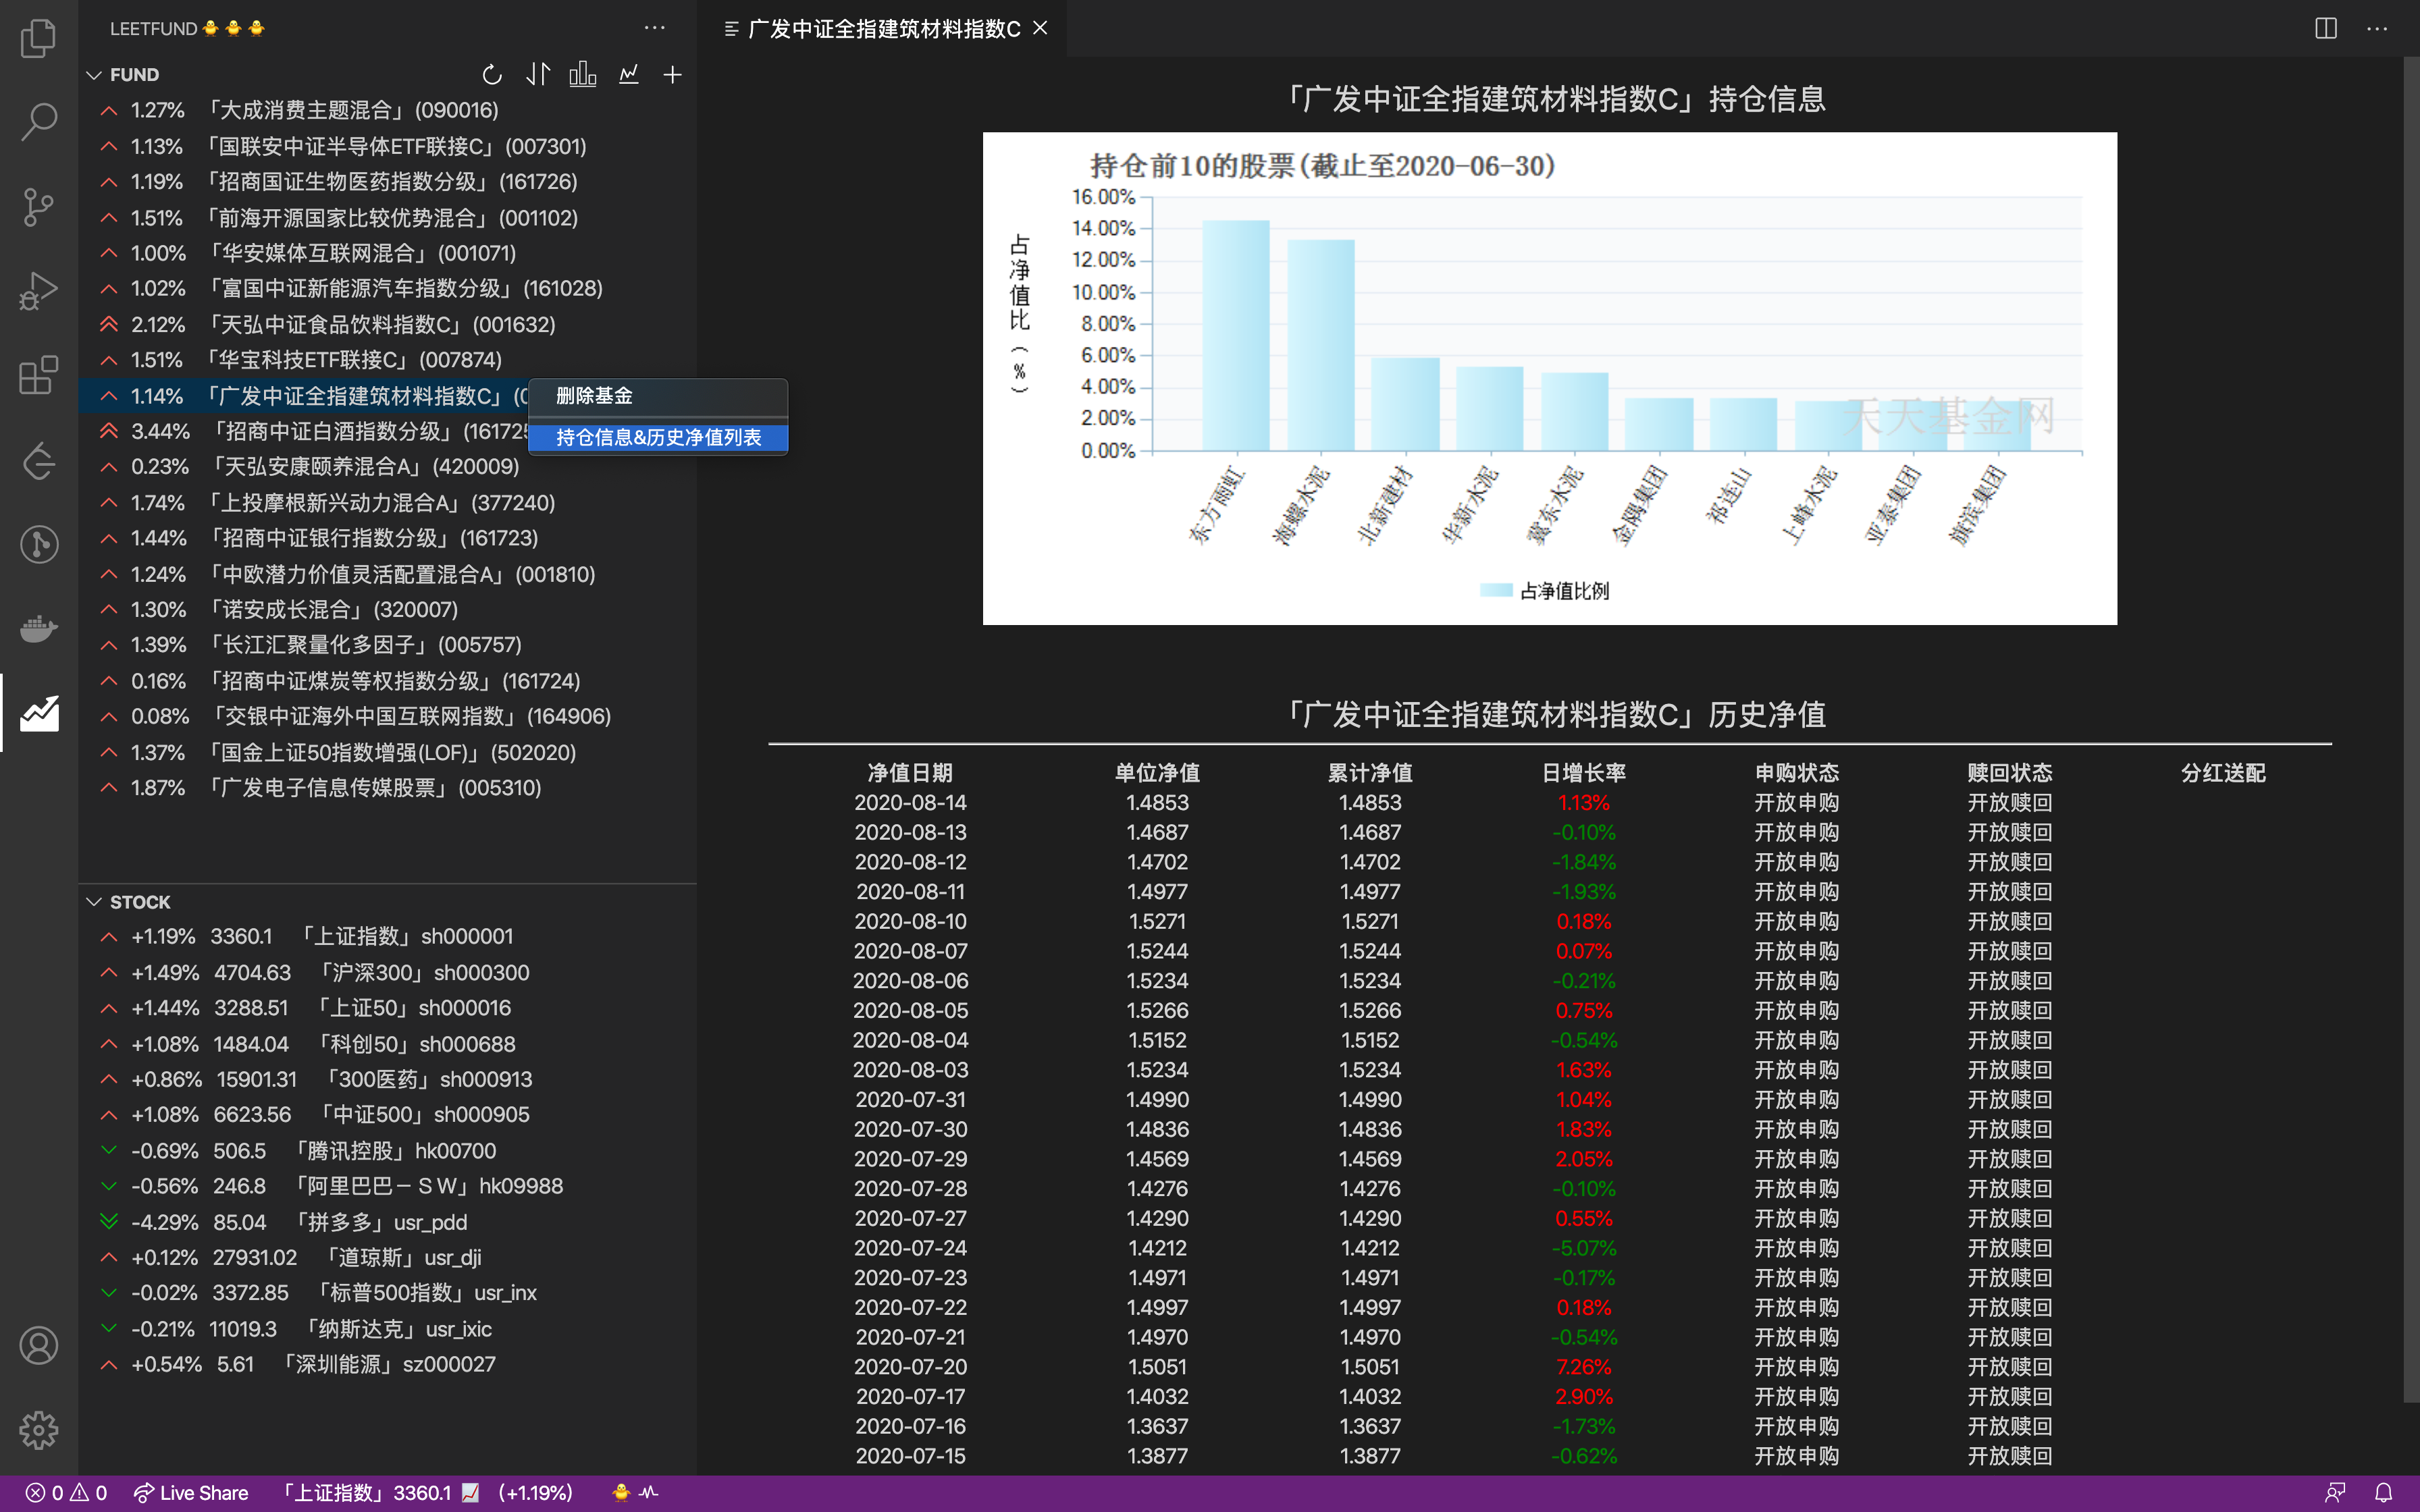 LEETFUND🐥🐥🐥
FUND
1.27% 「大成消费主题混合」(090016)
1.13% 「国联安中证半导体ETF联接C」(007301)
1.19% 「招商国证生物医药指数分级」(161726)
1.51% 「前海开源国家比较优势混合」(001102)
1.00% 「华安媒体互联网混合」(001071)
1.02% 「富国中证新能源汽车指数分级」(161028)
2.12% 「天弘中证食品饮料指数C」(001632)
1.51% 「华宝科技ETF联接C」(007874)
1.14% 「广发中证全指建筑材料指数C」(0
3.44% 「招商中证白酒指数分级」(161725
0.23% 「天弘安康颐养混合A」(420009)
1.74% 「上投摩根新兴动力混合A」(377240)
1.44% 「招商中证银行指数分级」(161723)
1.24% 「中欧潜力价值灵活配置混合A」(001810)
1.30% 「诺安成长混合」(320007)
1.39% 「长江汇聚量化多因子」(005757)
0.16% 「招商中证煤炭等权指数分级」(161724)
0.08% 「交银中证海外中国互联网指数」(164906)
1.37% 「国金上证50指数增强(LOF)」(502020)
1.87% 「广发电子信息传媒股票」(005310)
删除基金
持仓信息&历史净值列表
STOCK
+1.19% 3360.1 「上证指数」sh000001
+1.49% 4704.63 「沪深300」sh000300
+1.44% 3288.51 「上证50」sh000016
+1.08% 1484.04 「科创50」sh000688
+0.86% 15901.31 「300医药」sh000913
+1.08% 6623.56 「中证500」sh000905
-0.69% 506.5 「腾讯控股」hk00700
-0.56% 246.8 「阿里巴巴－ＳＷ」hk09988
-4.29% 85.04 「拼多多」usr_pdd
+0.12% 27931.02 「道琼斯」usr_dji
-0.02% 3372.85 「标普500指数」usr_inx
-0.21% 11019.3 「纳斯达克」usr_ixic
+0.54% 5.61 「深圳能源」sz000027
广发中证全指建筑材料指数C
「广发中证全指建筑材料指数C」持仓信息
持仓前10的股票(截止至2020-06-30)
占净值比(%)
16.00%
14.00%
12.00%
10.00%
8.00%
6.00%
4.00%
2.00%
0.00%
天天基金网
东方雨虹
海螺水泥
北新建材
华新水泥
冀东水泥
金隅集团
祁连山
上峰水泥
亚泰集团
旗滨集团
占净值比例
「广发中证全指建筑材料指数C」历史净值
净值日期 单位净值 累计净值 日增长率 申购状态 赎回状态 分红送配
2020-08-14 1.4853 1.4853 1.13% 开放申购 开放赎回
2020-08-13 1.4687 1.4687 -0.10% 开放申购 开放赎回
2020-08-12 1.4702 1.4702 -1.84% 开放申购 开放赎回
2020-08-11 1.4977 1.4977 -1.93% 开放申购 开放赎回
2020-08-10 1.5271 1.5271 0.18% 开放申购 开放赎回
2020-08-07 1.5244 1.5244 0.07% 开放申购 开放赎回
2020-08-06 1.5234 1.5234 -0.21% 开放申购 开放赎回
2020-08-05 1.5266 1.5266 0.75% 开放申购 开放赎回
2020-08-04 1.5152 1.5152 -0.54% 开放申购 开放赎回
2020-08-03 1.5234 1.5234 1.63% 开放申购 开放赎回
2020-07-31 1.4990 1.4990 1.04% 开放申购 开放赎回
2020-07-30 1.4836 1.4836 1.83% 开放申购 开放赎回
2020-07-29 1.4569 1.4569 2.05% 开放申购 开放赎回
2020-07-28 1.4276 1.4276 -0.10% 开放申购 开放赎回
2020-07-27 1.4290 1.4290 0.55% 开放申购 开放赎回
2020-07-24 1.4212 1.4212 -5.07% 开放申购 开放赎回
2020-07-23 1.4971 1.4971 -0.17% 开放申购 开放赎回
2020-07-22 1.4997 1.4997 0.18% 开放申购 开放赎回
2020-07-21 1.4970 1.4970 -0.54% 开放申购 开放赎回
2020-07-20 1.5051 1.5051 7.26% 开放申购 开放赎回
2020-07-17 1.4032 1.4032 2.90% 开放申购 开放赎回
2020-07-16 1.3637 1.3637 -1.73% 开放申购 开放赎回
2020-07-15 1.3877 1.3877 -0.62% 开放申购 开放赎回
0 0 Live Share 「上证指数」3360.1 📈 (+1.19%) 🐥